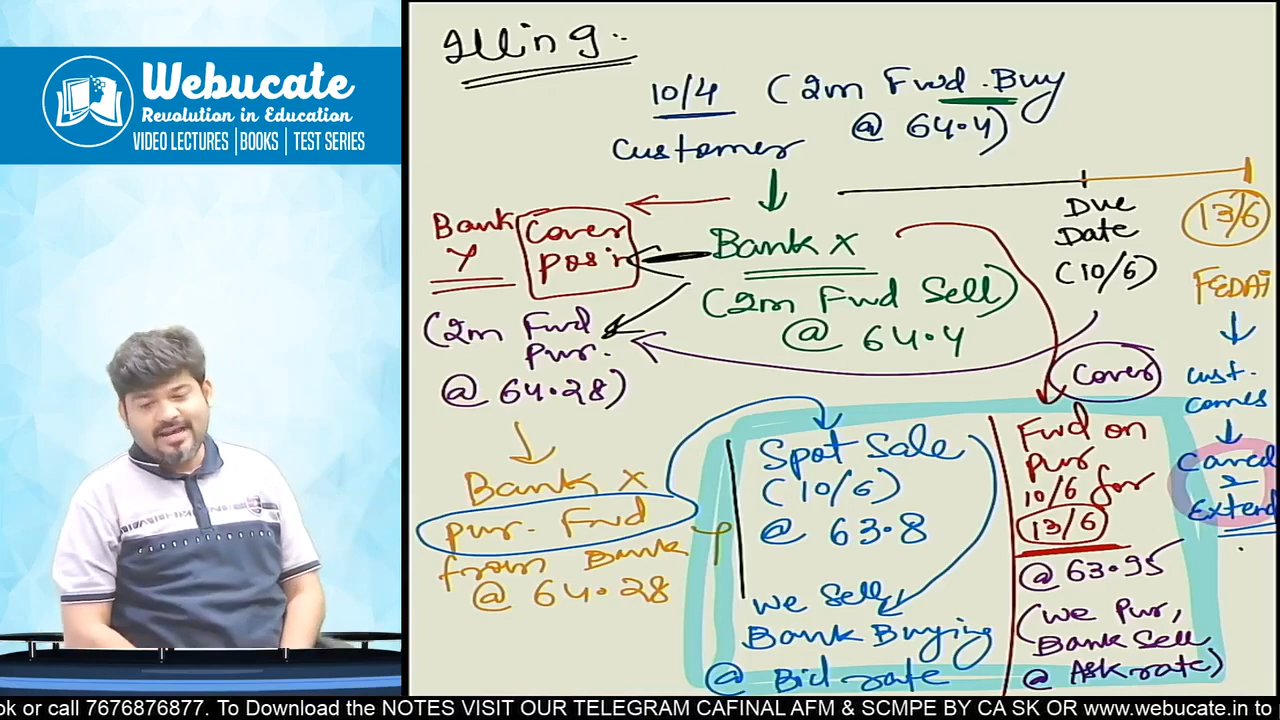 Webucate
Revolution in Education
VIDEO LECTURES | BOOKS | TEST SERIES
10/4 (2m Fwd Buy
@ 64.4)
Customer
Bank
Y
Cover
posin
Bank X
(2m Fwd Sell)
@ 64.4
Due
Date
(10/6)
13/6
FEDAi
cust.
comes
Cancel
&
Extend
(2m Fwd
pur.
@ 64.28)
Cover
Bank X
pur. Fwd
from Bank Y
@ 64.28
Spot Sale
(10/6)
@ 63.8
we sell,
Bank Buying
@ Bid rate
Fwd on
pur
10/6 for
13/6
@ 63.95
(we pur,
Bank sell
@ Ask rate)
ok or call 7676876877. To Download the NOTES VISIT OUR TELEGRAM CAFINAL AFM & SCMPE BY CA SK OR www.webucate.in to